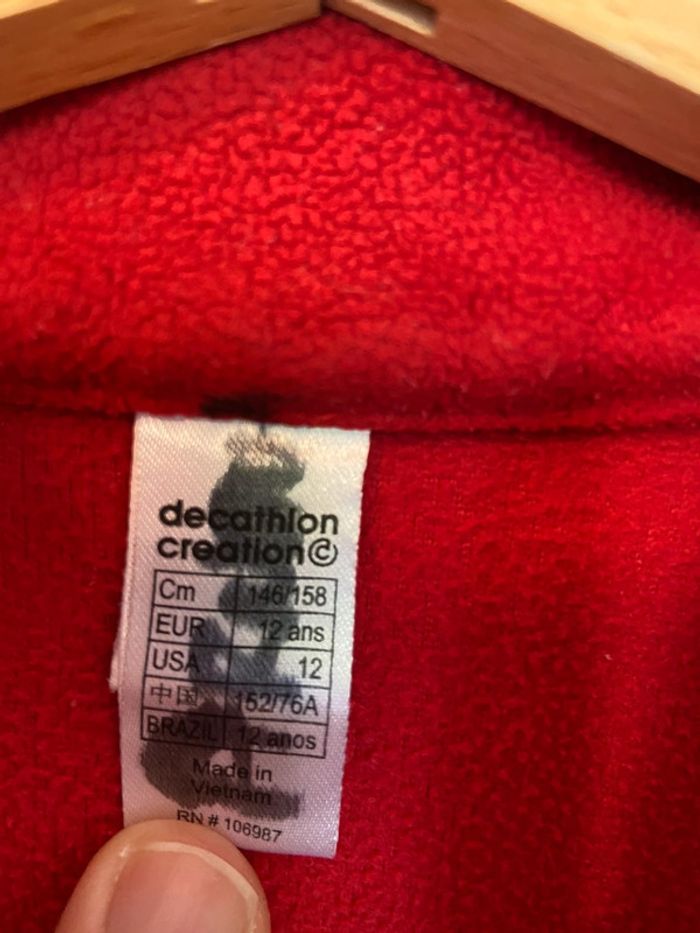 decathlon
creation©
Cm 146/158
EUR 12 ans
USA 12
中国 152/76A
BRAZIL 12 anos
Made in
Vietnam
RN # 106987